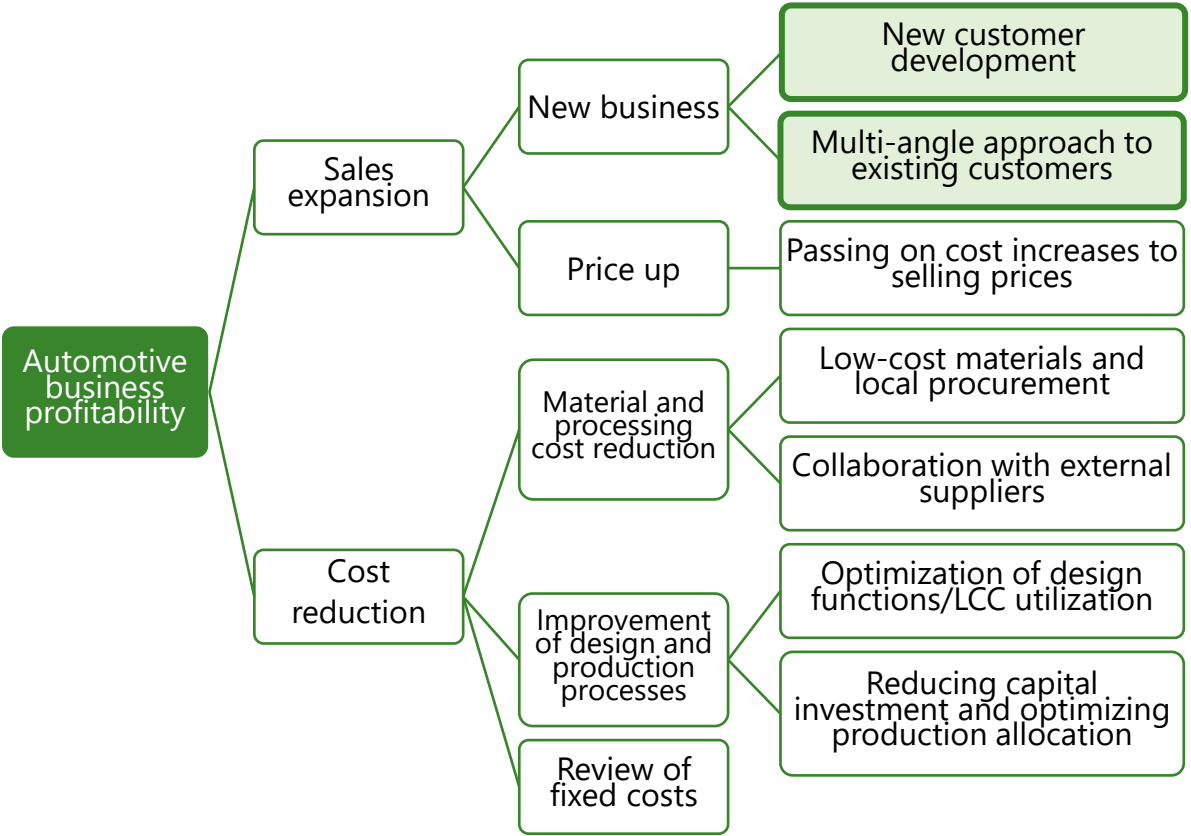 Automotive
business
profitability
Sales
expansion
New business
New customer
development
Multi-angle approach to
existing customers
Price up
Passing on cost increases to
selling prices
Cost
reduction
Material and
processing
cost reduction
Low-cost materials and
local procurement
Collaboration with external
suppliers
Improvement
of design and
production
processes
Optimization of design
functions/LCC utilization
Reducing capital
investment and optimizing
production allocation
Review of
fixed costs